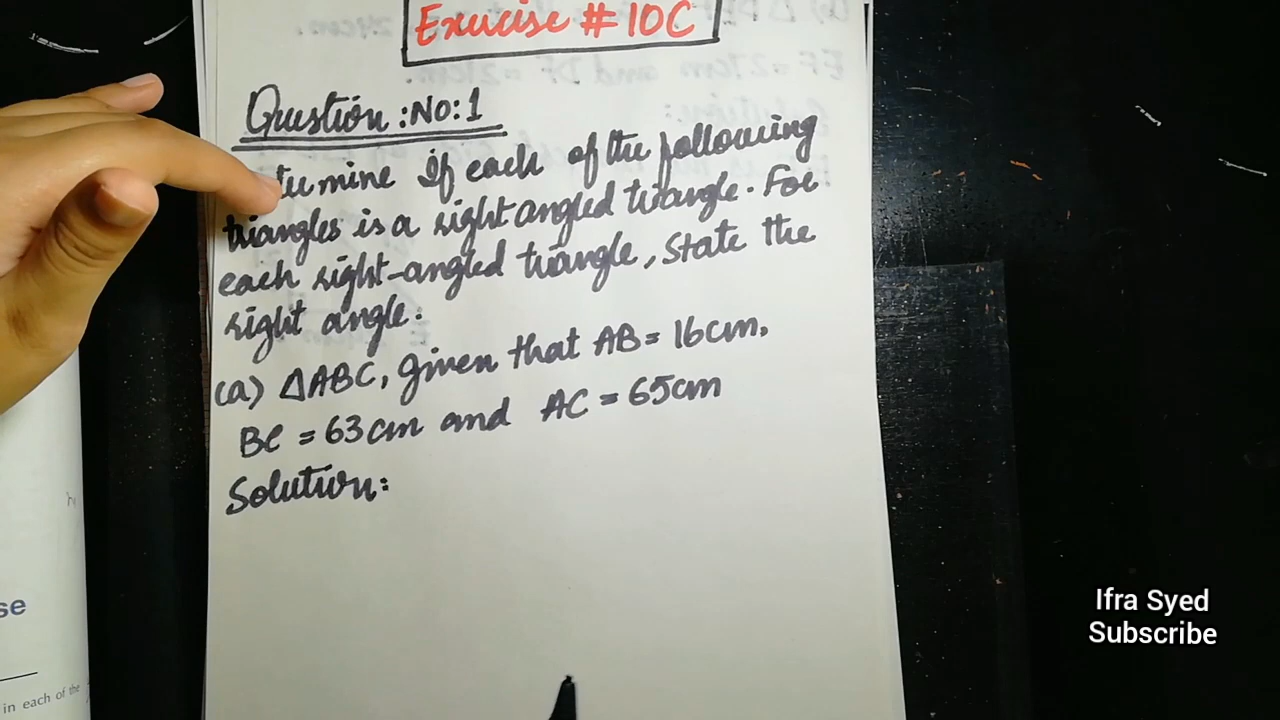 Exercise # 10C
Question : No: 1
If each of the following
triangles is a right angled triangle. For
each right-angled triangle, State the
right angle.
(a) △ABC, given that AB = 16cm,
BC = 63cm and AC = 65cm
Solution:
se
in each of the
Ifra Syed
Subscribe